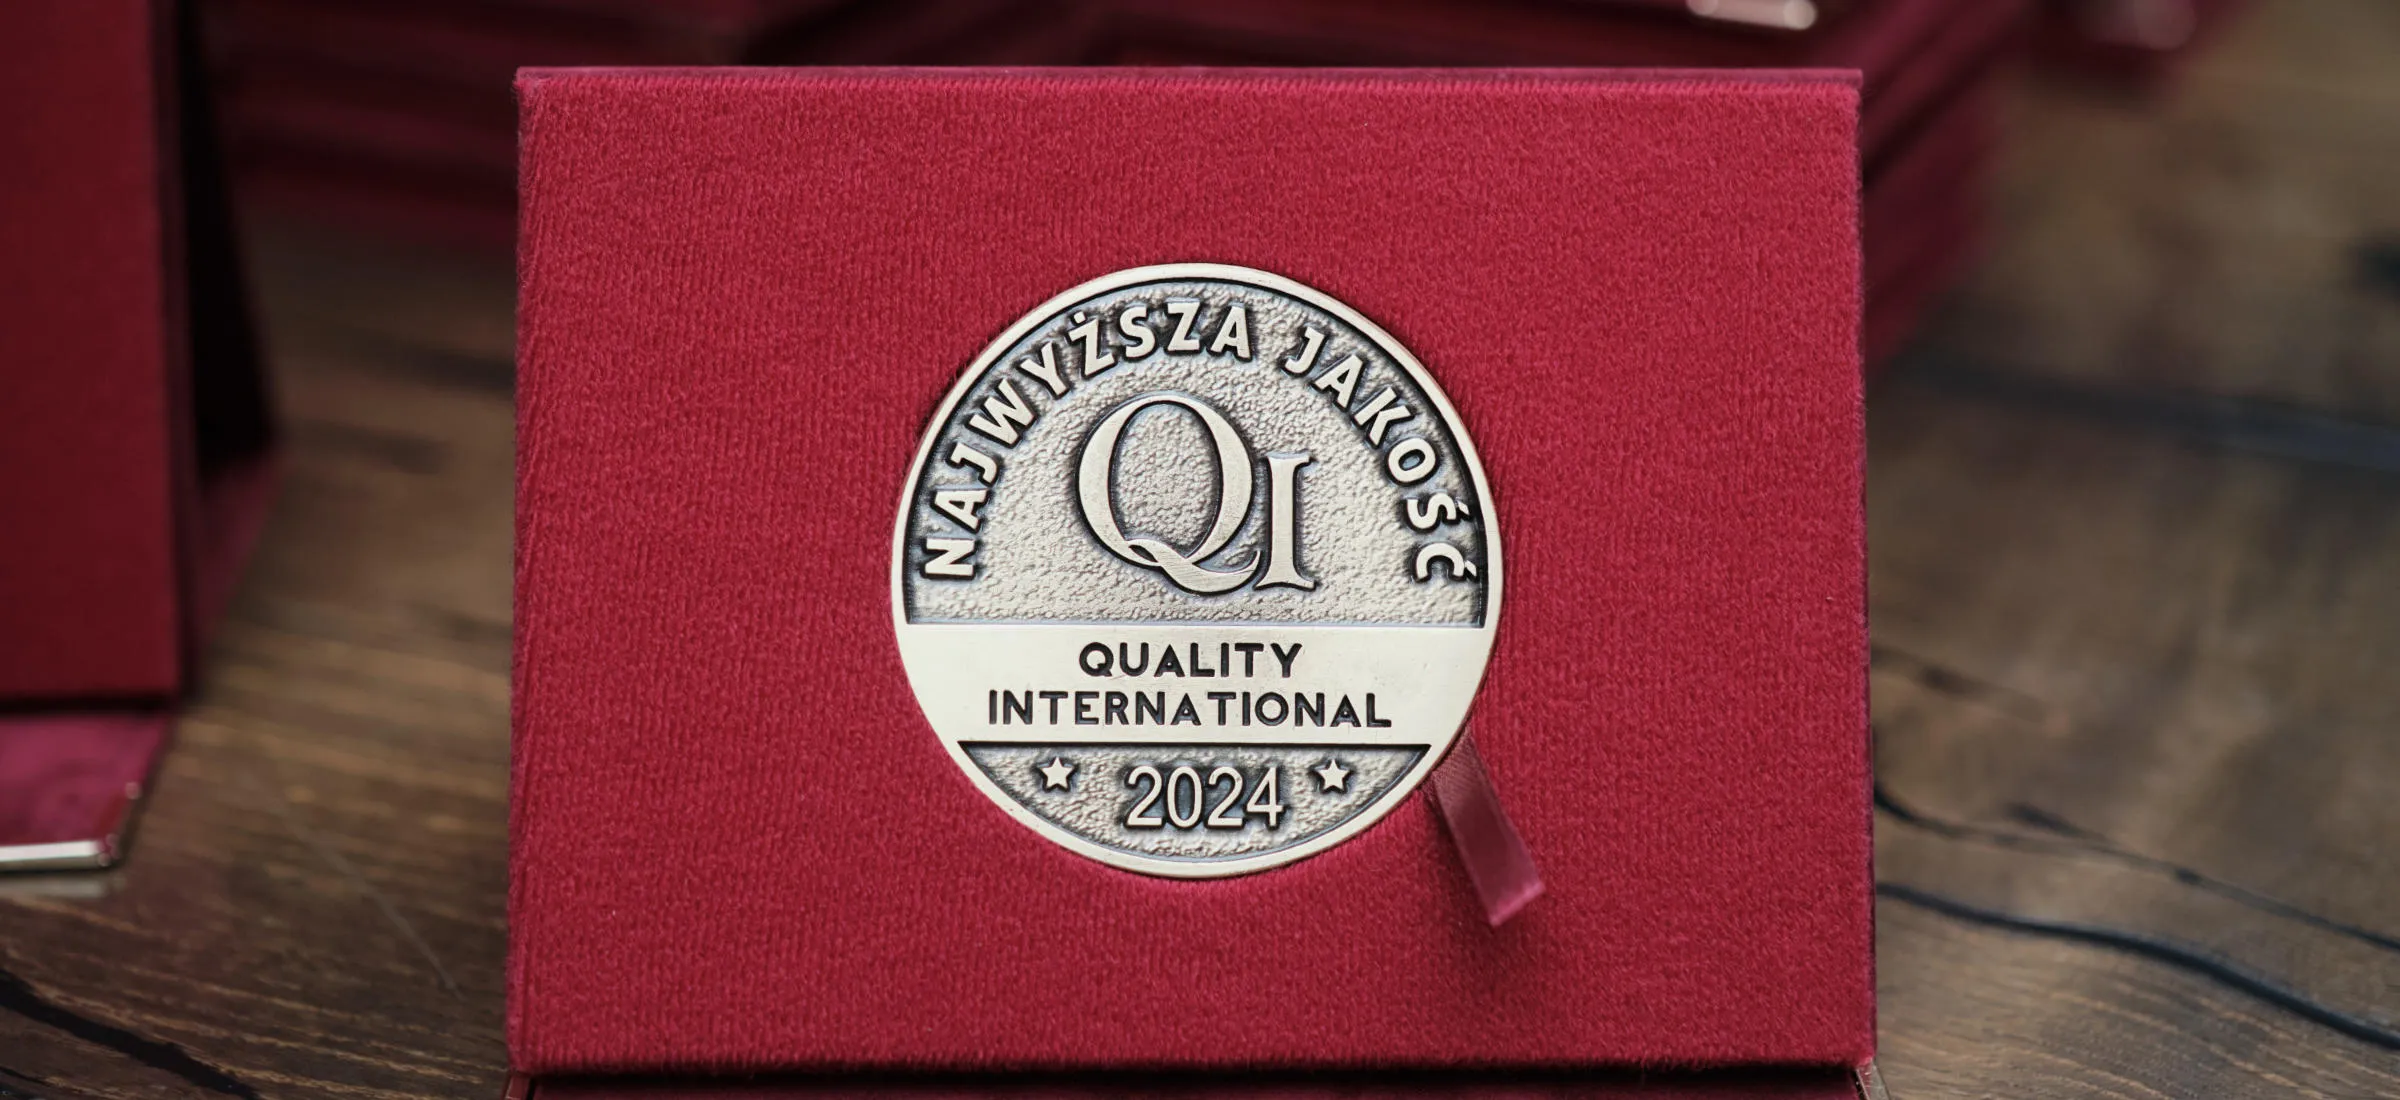 NAJWYŻSZA JAKOŚĆ
QI
QUALITY
INTERNATIONAL
2024